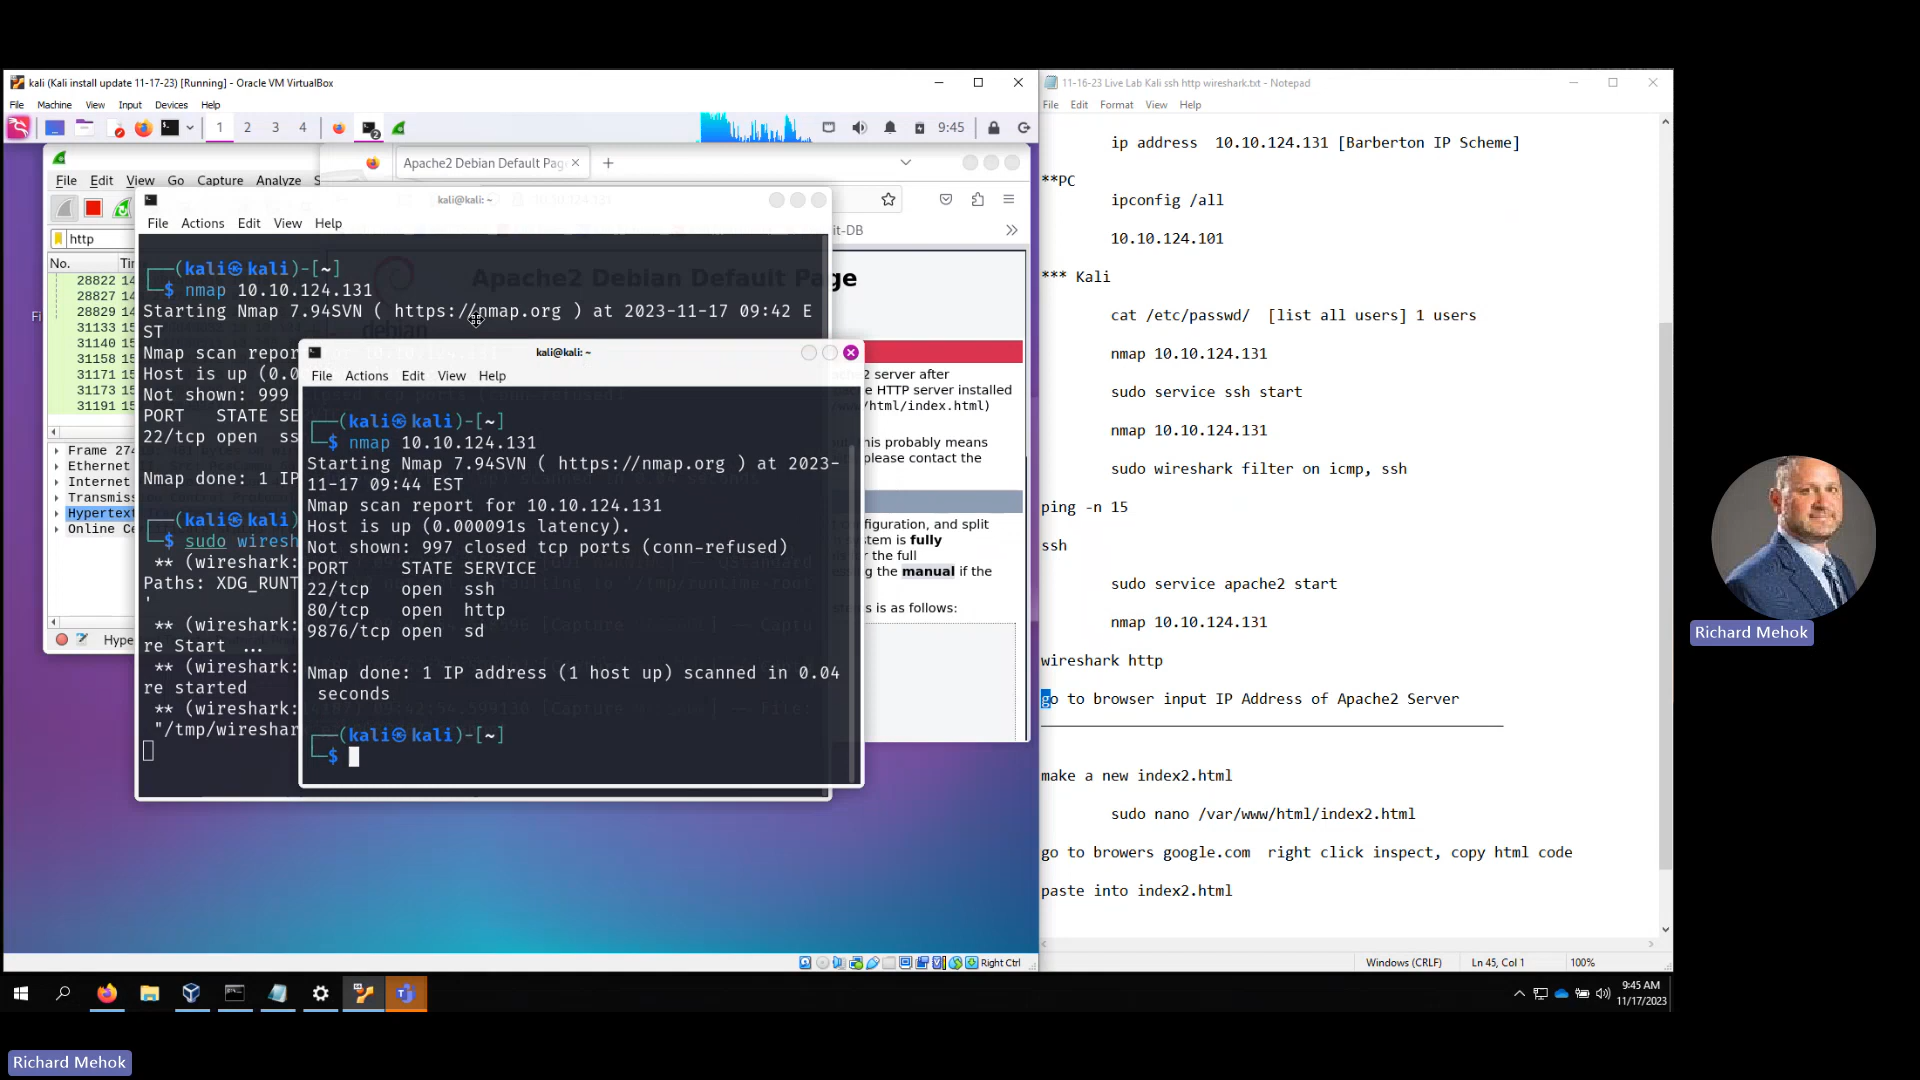 kali (Kali install update 11-17-23) [Running] - Oracle VM VirtualBox
File Machine View Input Devices Help
1 2 3 4
9:45
Apache2 Debian Default Pag
File Edit View Go Capture Analyze S
http
No. Tir
28822 14
28827 14
28829 14
31133 15
31140 15
31158 15
31171 15
31173 15
31191 15
Frame 274
Ethernet
Internet
Transmiss
Hypertext
Online Ce
Hype
it-DB
Apache2 Debian Default Page
debian
ache2 server after
HTTP server installed
/html/index.html)
his probably means
please contact the
figuration, and split
stem is fully
r the full
g the manual if the
s is as follows:
kali@kali: ~
File Actions Edit View Help
(kali㉿kali)-[~]
$ nmap 10.10.124.131
Starting Nmap 7.94SVN ( https://nmap.org ) at 2023-11-17 09:42 E
ST
Nmap scan repor
Host is up (0.0
Not shown: 999
PORT STATE SE
22/tcp open ss
Nmap done: 1 IP
(kali㉿kali)
$ sudo wiresh
** (wireshark:
Paths: XDG_RUNT
'
** (wireshark:
re Start ...
** (wireshark:
re started
** (wireshark:
"/tmp/wireshar
kali@kali: ~
File Actions Edit View Help
(kali㉿kali)-[~]
$ nmap 10.10.124.131
Starting Nmap 7.94SVN ( https://nmap.org ) at 2023-
11-17 09:44 EST
Nmap scan report for 10.10.124.131
Host is up (0.000091s latency).
Not shown: 997 closed tcp ports (conn-refused)
PORT STATE SERVICE
22/tcp open ssh
80/tcp open http
9876/tcp open sd
Nmap done: 1 IP address (1 host up) scanned in 0.04
seconds
(kali㉿kali)-[~]
$
Right Ctrl
11-16-23 Live Lab Kali ssh http wireshark.txt - Notepad
File Edit Format View Help
ip address 10.10.124.131 [Barberton IP Scheme]
**PC
ipconfig /all
10.10.124.101
*** Kali
cat /etc/passwd/ [list all users] 1 users
nmap 10.10.124.131
sudo service ssh start
nmap 10.10.124.131
sudo wireshark filter on icmp, ssh
ping -n 15
ssh
sudo service apache2 start
nmap 10.10.124.131
wireshark http
go to browser input IP Address of Apache2 Server
make a new index2.html
sudo nano /var/www/html/index2.html
go to browers google.com right click inspect, copy html code
paste into index2.html
Windows (CRLF) Ln 45, Col 1 100%
9:45 AM
11/17/2023
Richard Mehok
Richard Mehok